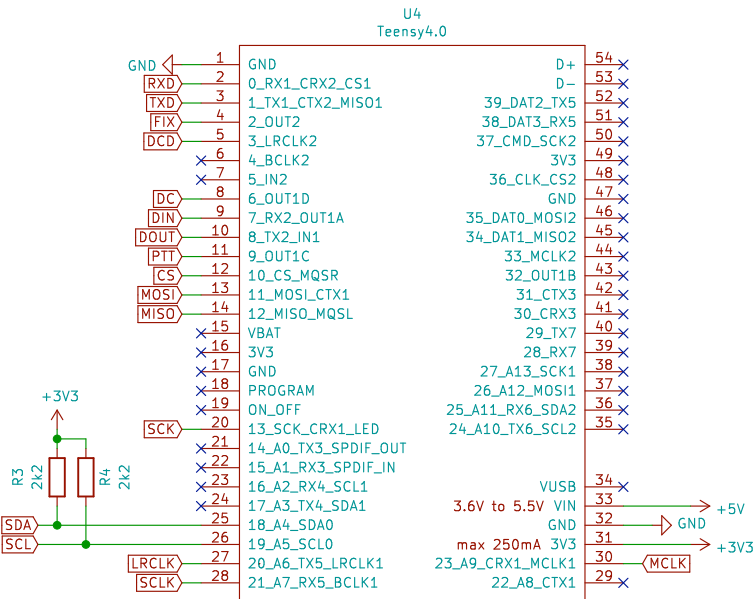 U4
Teensy4.0
GND 1 GND D+ 54
RXD 2 0_RX1_CRX2_CS1 D- 53
TXD 3 1_TX1_CTX2_MISO1 39_DAT2_TX5 52
FIX 4 2_OUT2 38_DAT3_RX5 51
DCD 5 3_LRCLK2 37_CMD_SCK2 50
6 4_BCLK2 3V3 49
7 5_IN2 36_CLK_CS2 48
DC 8 6_OUT1D GND 47
DIN 9 7_RX2_OUT1A 35_DAT0_MOSI2 46
DOUT 10 8_TX2_IN1 34_DAT1_MISO2 45
PTT 11 9_OUT1C 33_MCLK2 44
CS 12 10_CS_MQSR 32_OUT1B 43
MOSI 13 11_MOSI_CTX1 31_CTX3 42
MISO 14 12_MISO_MQSL 30_CRX3 41
15 VBAT 29_TX7 40
16 3V3 28_RX7 39
17 GND 27_A13_SCK1 38
18 PROGRAM 26_A12_MOSI1 37
+3V3 19 ON_OFF 25_A11_RX6_SDA2 36
SCK 20 13_SCK_CRX1_LED 24_A10_TX6_SCL2 35
21 14_A0_TX3_SPDIF_OUT
R3 2k2 R4 2k2 22 15_A1_RX3_SPDIF_IN
23 16_A2_RX4_SCL1 VUSB 34
24 17_A3_TX4_SDA1 3.6V to 5.5V VIN 33 +5V
SDA 25 18_A4_SDA0 GND 32 GND
SCL 26 19_A5_SCL0 max 250mA 3V3 31 +3V3
LRCLK 27 20_A6_TX5_LRCLK1 23_A9_CRX1_MCLK1 30 MCLK
SCLK 28 21_A7_RX5_BCLK1 22_A8_CTX1 29